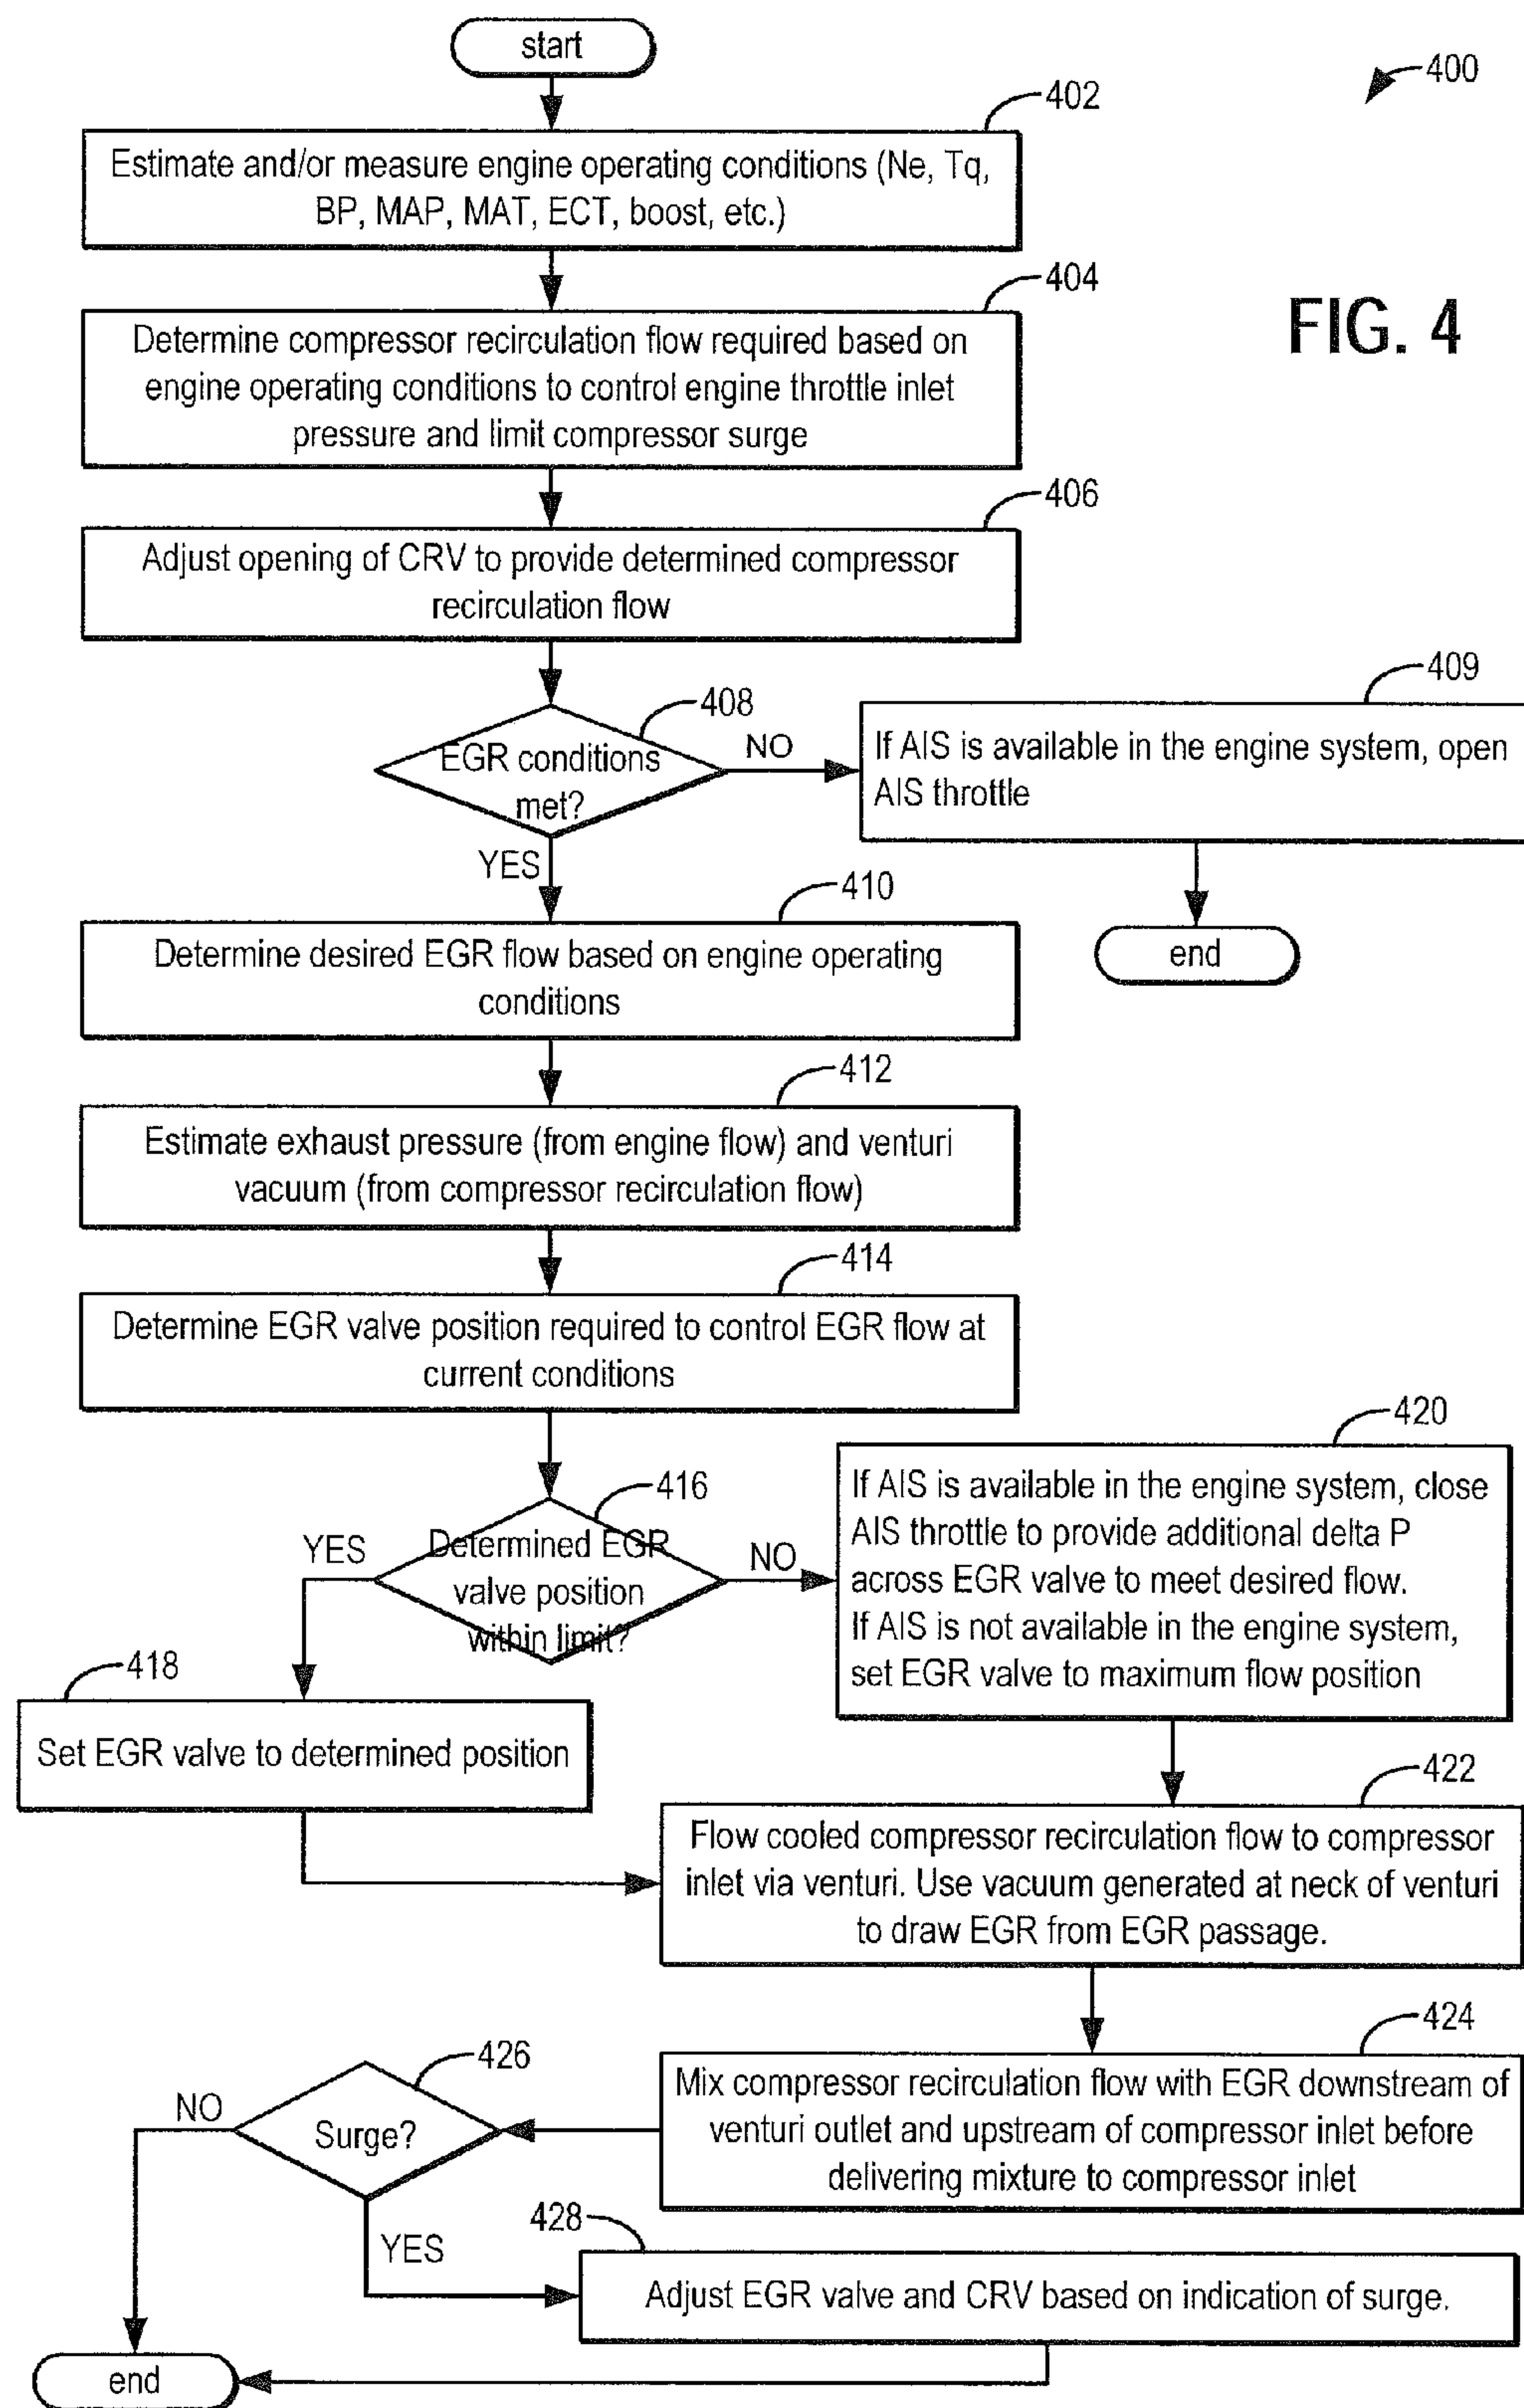 start
400
402
Estimate and/or measure engine operating conditions (Ne, Tq,
BP, MAP, MAT, ECT, boost, etc.)
404
FIG. 4
Determine compressor recirculation flow required based on
engine operating conditions to control engine throttle inlet
pressure and limit compressor surge
406
Adjust opening of CRV to provide determined compressor
recirculation flow
408
EGR conditions
met?
NO
YES
409
If AIS is available in the engine system, open
AIS throttle
end
410
Determine desired EGR flow based on engine operating
conditions
412
Estimate exhaust pressure (from engine flow) and venturi
vacuum (from compressor recirculation flow)
414
Determine EGR valve position required to control EGR flow at
current conditions
416
Determined EGR
valve position
within limit?
YES
NO
420
If AIS is available in the engine system, close
AIS throttle to provide additional delta P
across EGR valve to meet desired flow.
If AIS is not available in the engine system,
set EGR valve to maximum flow position
418
Set EGR valve to determined position
422
Flow cooled compressor recirculation flow to compressor
inlet via venturi. Use vacuum generated at neck of venturi
to draw EGR from EGR passage.
424
Mix compressor recirculation flow with EGR downstream of
venturi outlet and upstream of compressor inlet before
delivering mixture to compressor inlet
426
Surge?
NO
YES
428
Adjust EGR valve and CRV based on indication of surge.
end